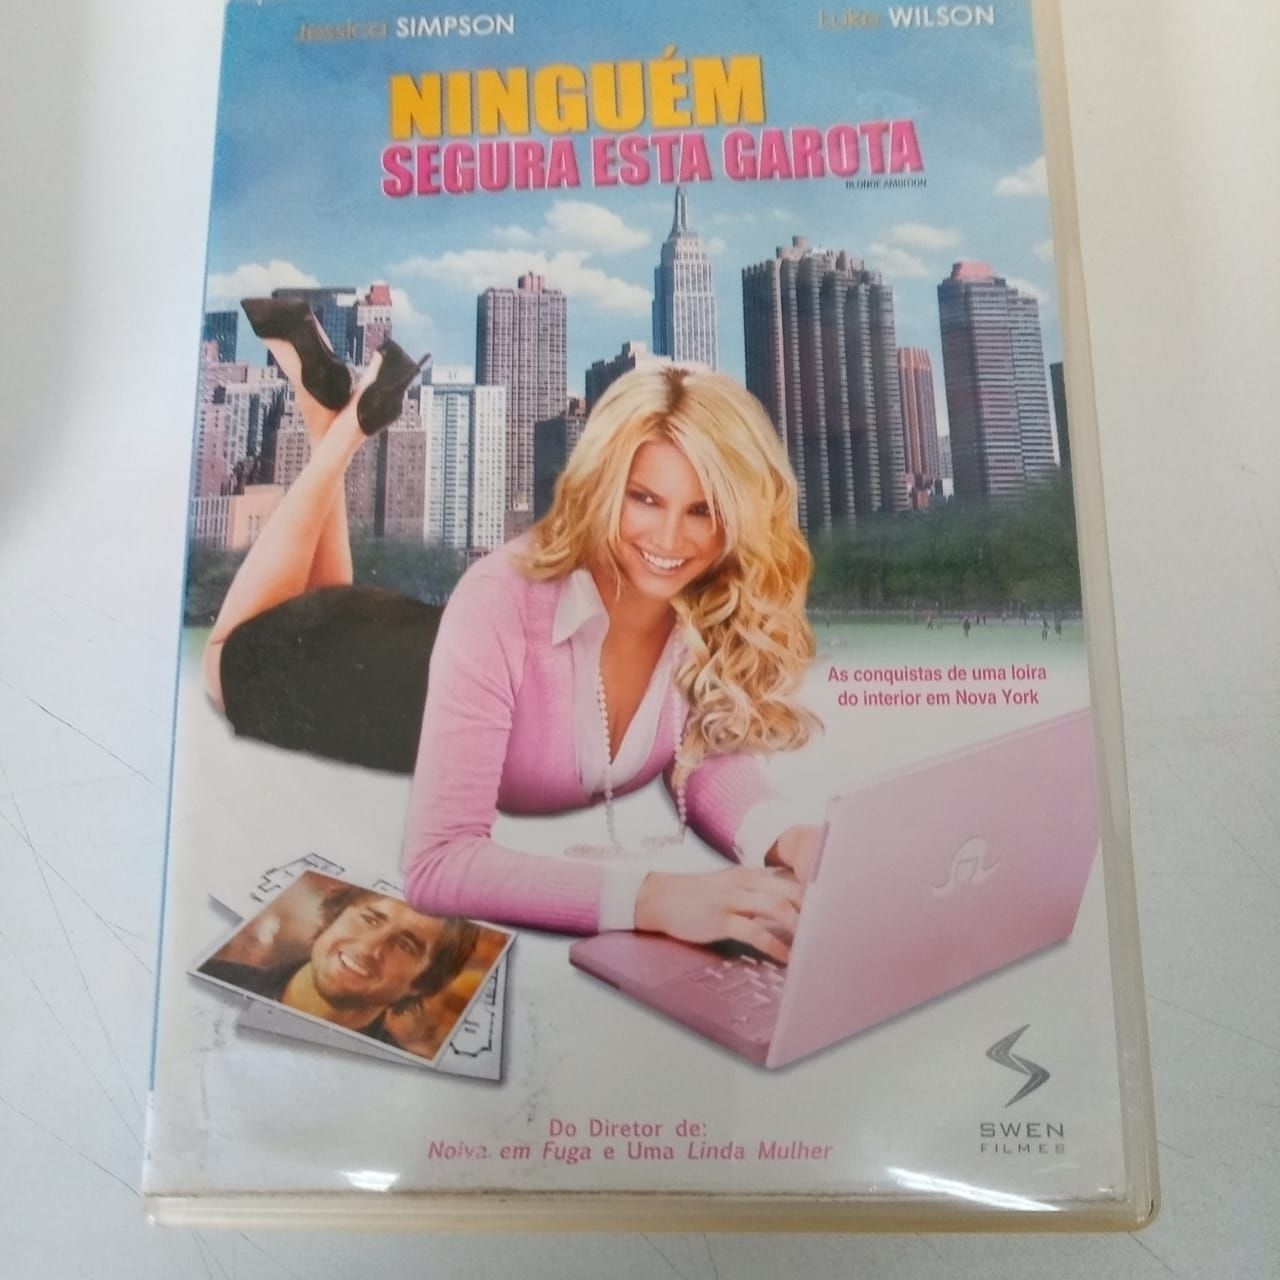 Jessica SIMPSON
Luke WILSON
NINGUÉM
SEGURA ESTA GAROTA
BLONDE AMBITION
As conquistas de uma loira
do interior em Nova York
SWEN
FILMES
Do Diretor de:
Noiva em Fuga e Uma Linda Mulher